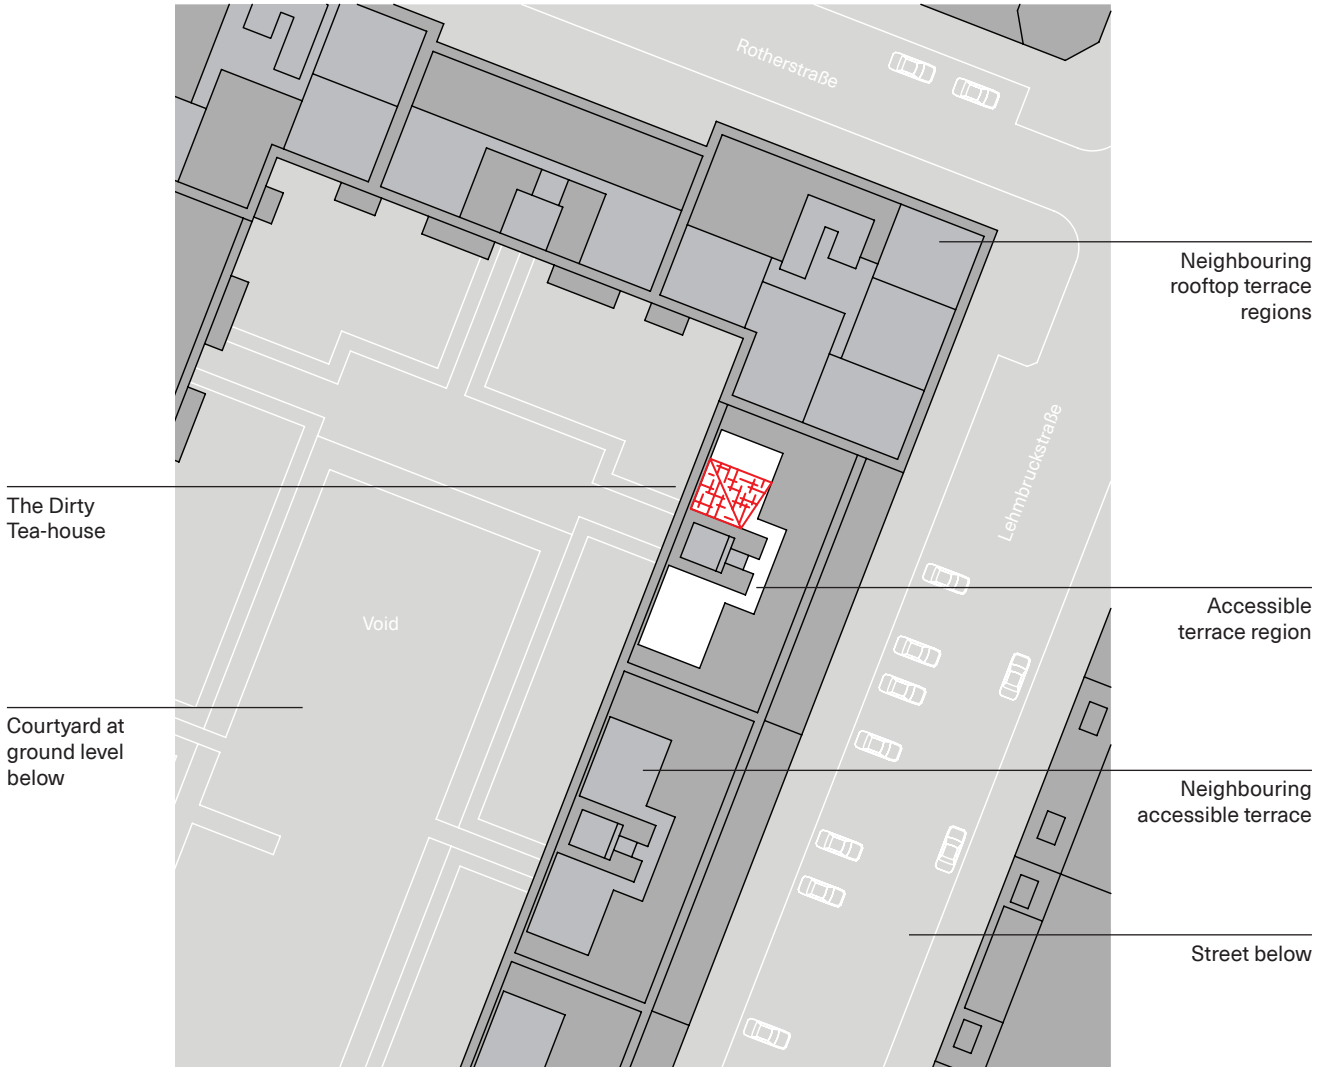 Rotherstraße
Neighbouring
rooftop terrace
regions
Lehmbruckstraße
The Dirty
Tea-house
Accessible
terrace region
Void
Courtyard at
ground level
below
Neighbouring
accessible terrace
Street below